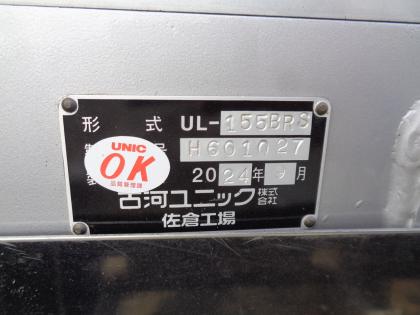 形 式 UL-155BRS
H601027
2024年9月
古河ユニック株式会社
佐倉工場
UNIC
OK